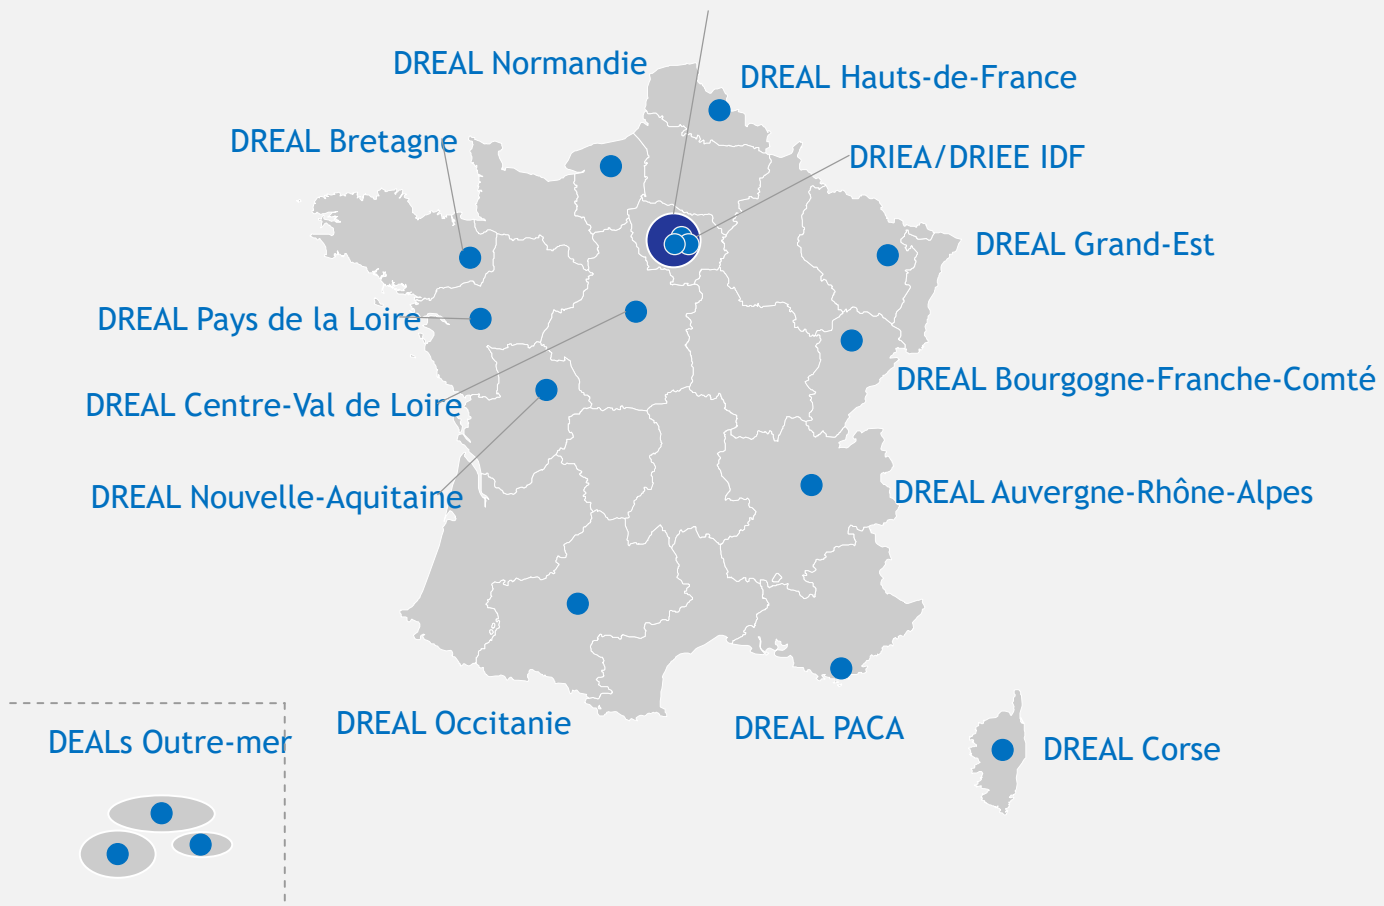 DREAL Normandie
DREAL Hauts-de-France
DREAL Bretagne
DRIEA/DRIEE IDF
DREAL Grand-Est
DREAL Pays de la Loire
DREAL Bourgogne-Franche-Comté
DREAL Centre-Val de Loire
DREAL Nouvelle-Aquitaine
DREAL Auvergne-Rhône-Alpes
DREAL Occitanie
DREAL PACA
DEALs Outre-mer
DREAL Corse